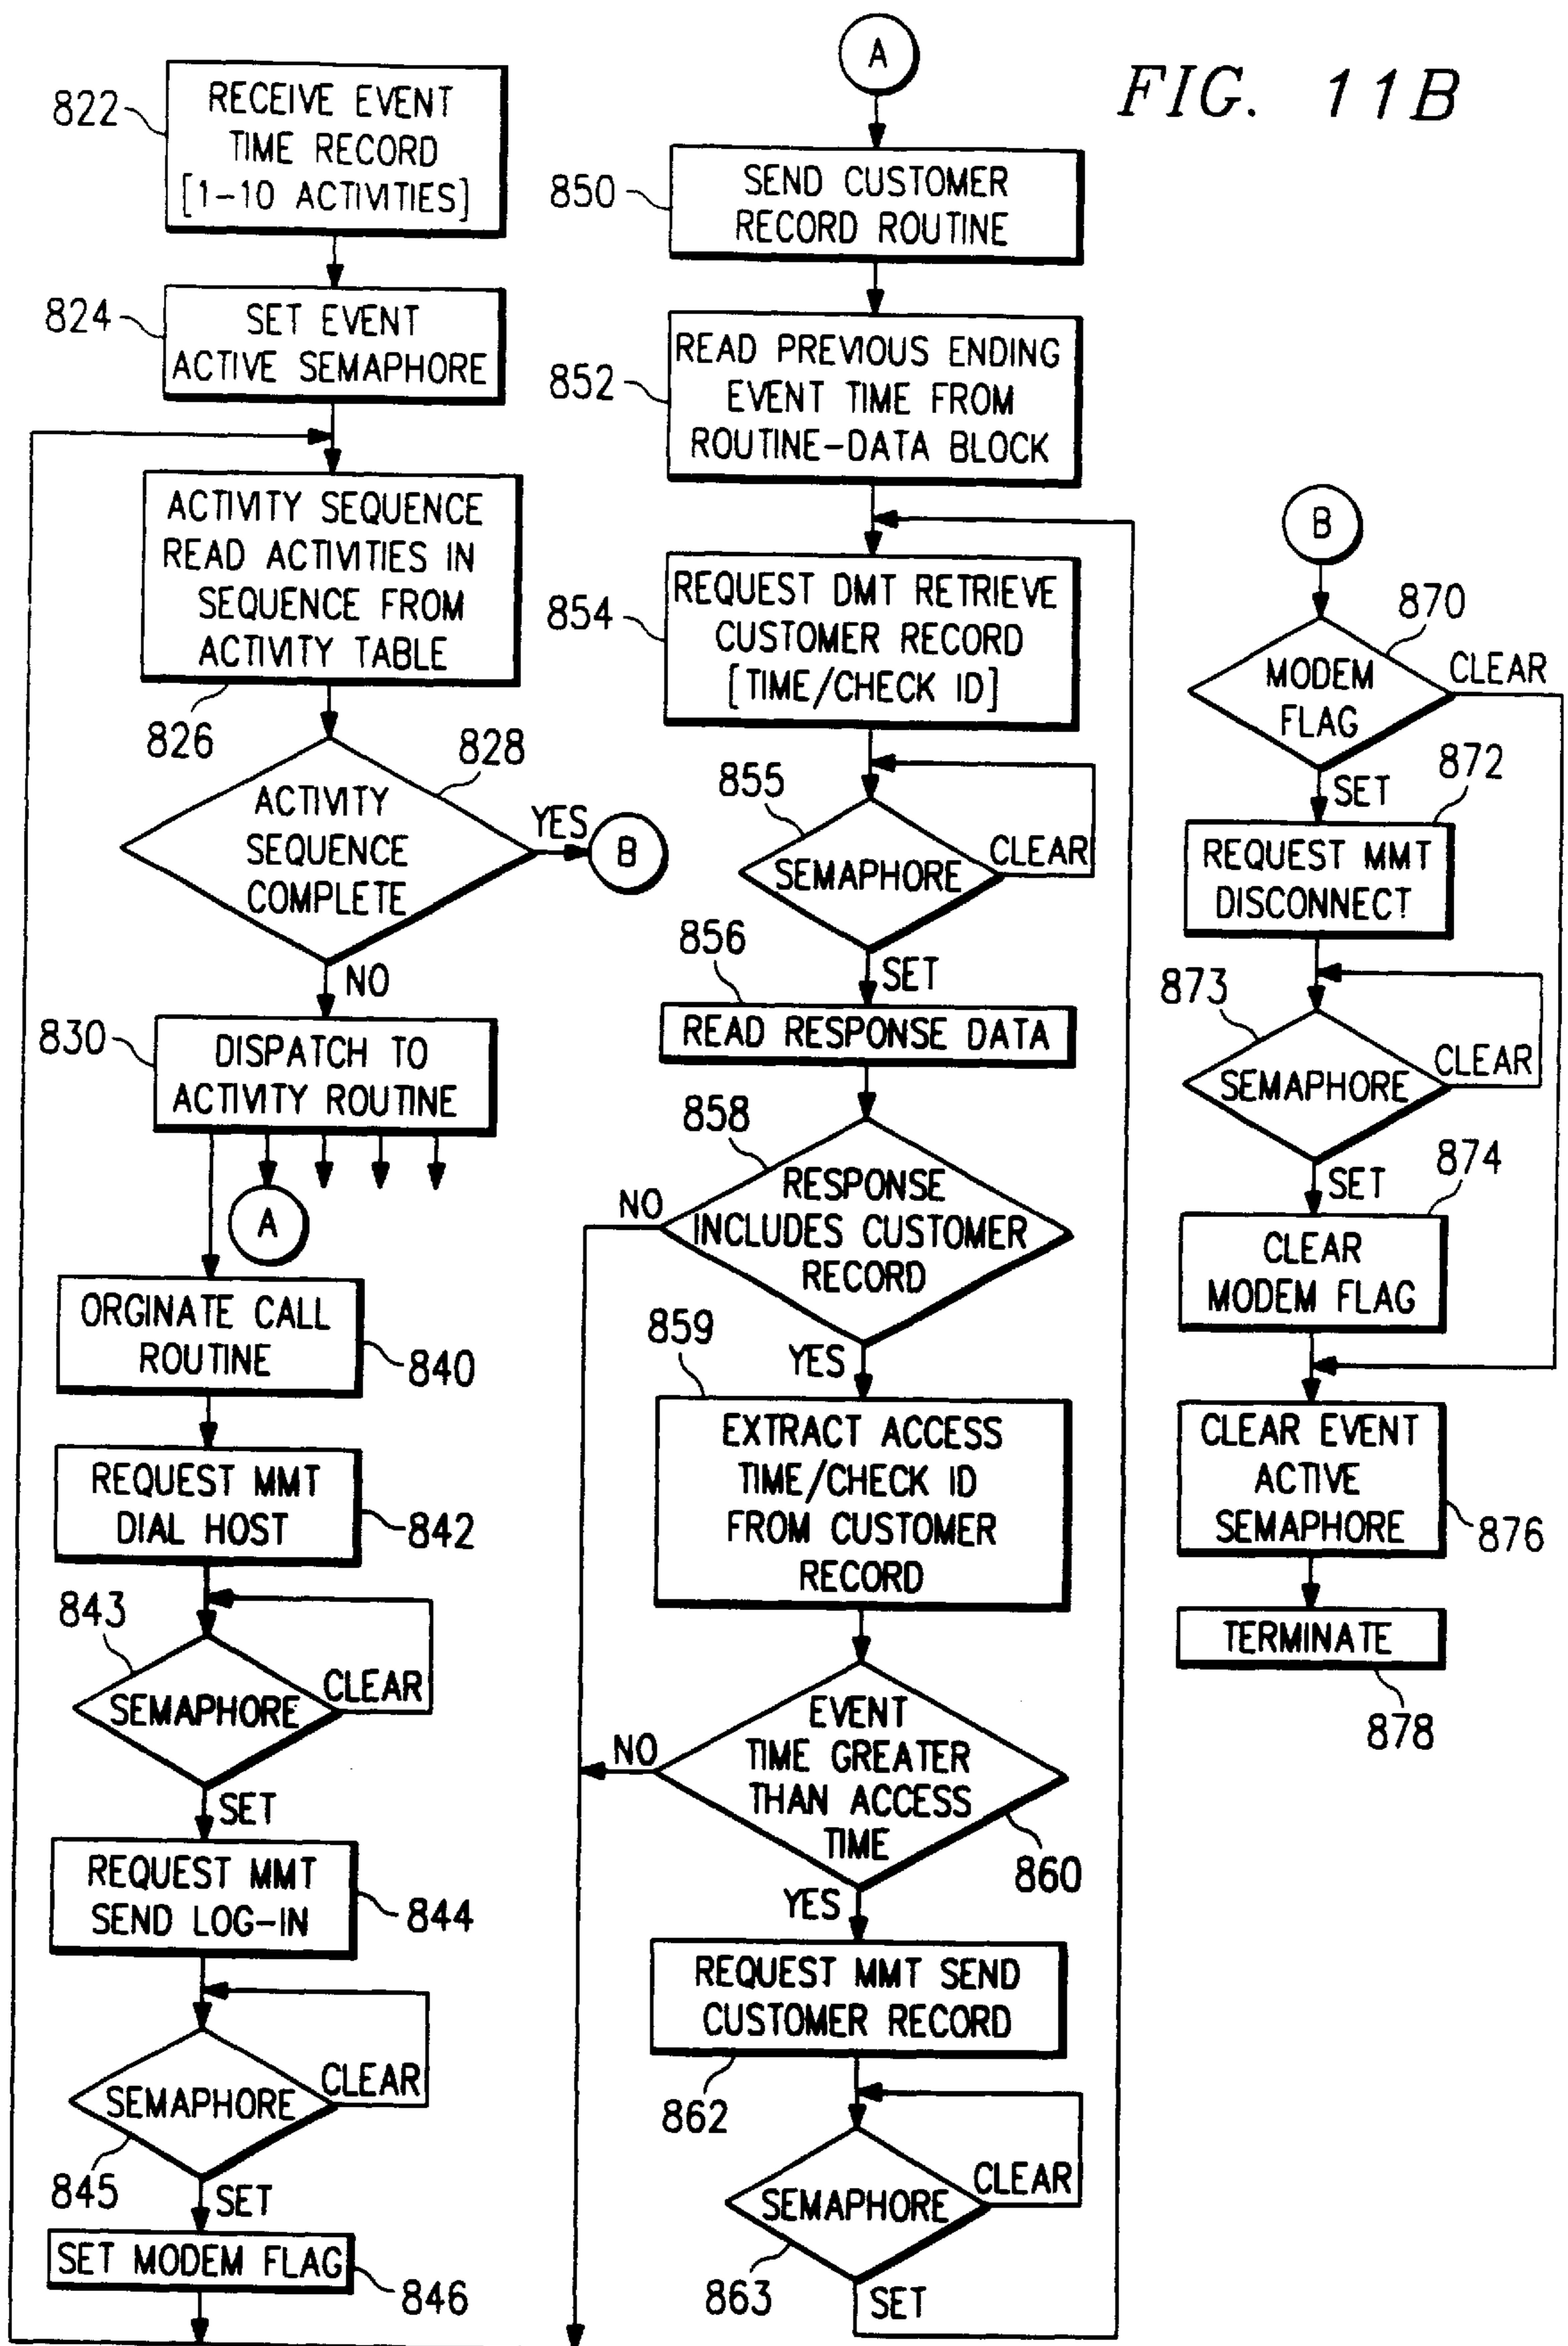 FIG. 11B
822
RECEIVE EVENT
TIME RECORD
[1-10 ACTIVITIES]
824
SET EVENT
ACTIVE SEMAPHORE
ACTIVITY SEQUENCE
READ ACTIVITIES IN
SEQUENCE FROM
ACTIVITY TABLE
826
828
ACTIVITY
SEQUENCE
COMPLETE
YES
B
NO
830
DISPATCH TO
ACTIVITY ROUTINE
A
ORGINATE CALL
ROUTINE
840
REQUEST MMT
DIAL HOST
842
843
SEMAPHORE
CLEAR
SET
REQUEST MMT
SEND LOG-IN
844
SEMAPHORE
CLEAR
845
SET
SET MODEM FLAG
846
A
850
SEND CUSTOMER
RECORD ROUTINE
852
READ PREVIOUS ENDING
EVENT TIME FROM
ROUTINE-DATA BLOCK
854
REQUEST DMT RETRIEVE
CUSTOMER RECORD
[TIME/CHECK ID]
855
SEMAPHORE
CLEAR
SET
856
READ RESPONSE DATA
858
RESPONSE
INCLUDES CUSTOMER
RECORD
NO
YES
859
EXTRACT ACCESS
TIME/CHECK ID
FROM CUSTOMER
RECORD
EVENT
TIME GREATER
THAN ACCESS
TIME
NO
860
YES
REQUEST MMT SEND
CUSTOMER RECORD
862
SEMAPHORE
CLEAR
863
SET
B
870
MODEM
FLAG
CLEAR
SET
872
REQUEST MMT
DISCONNECT
873
SEMAPHORE
CLEAR
SET
874
CLEAR
MODEM FLAG
CLEAR EVENT
ACTIVE
SEMAPHORE
876
TERMINATE
878